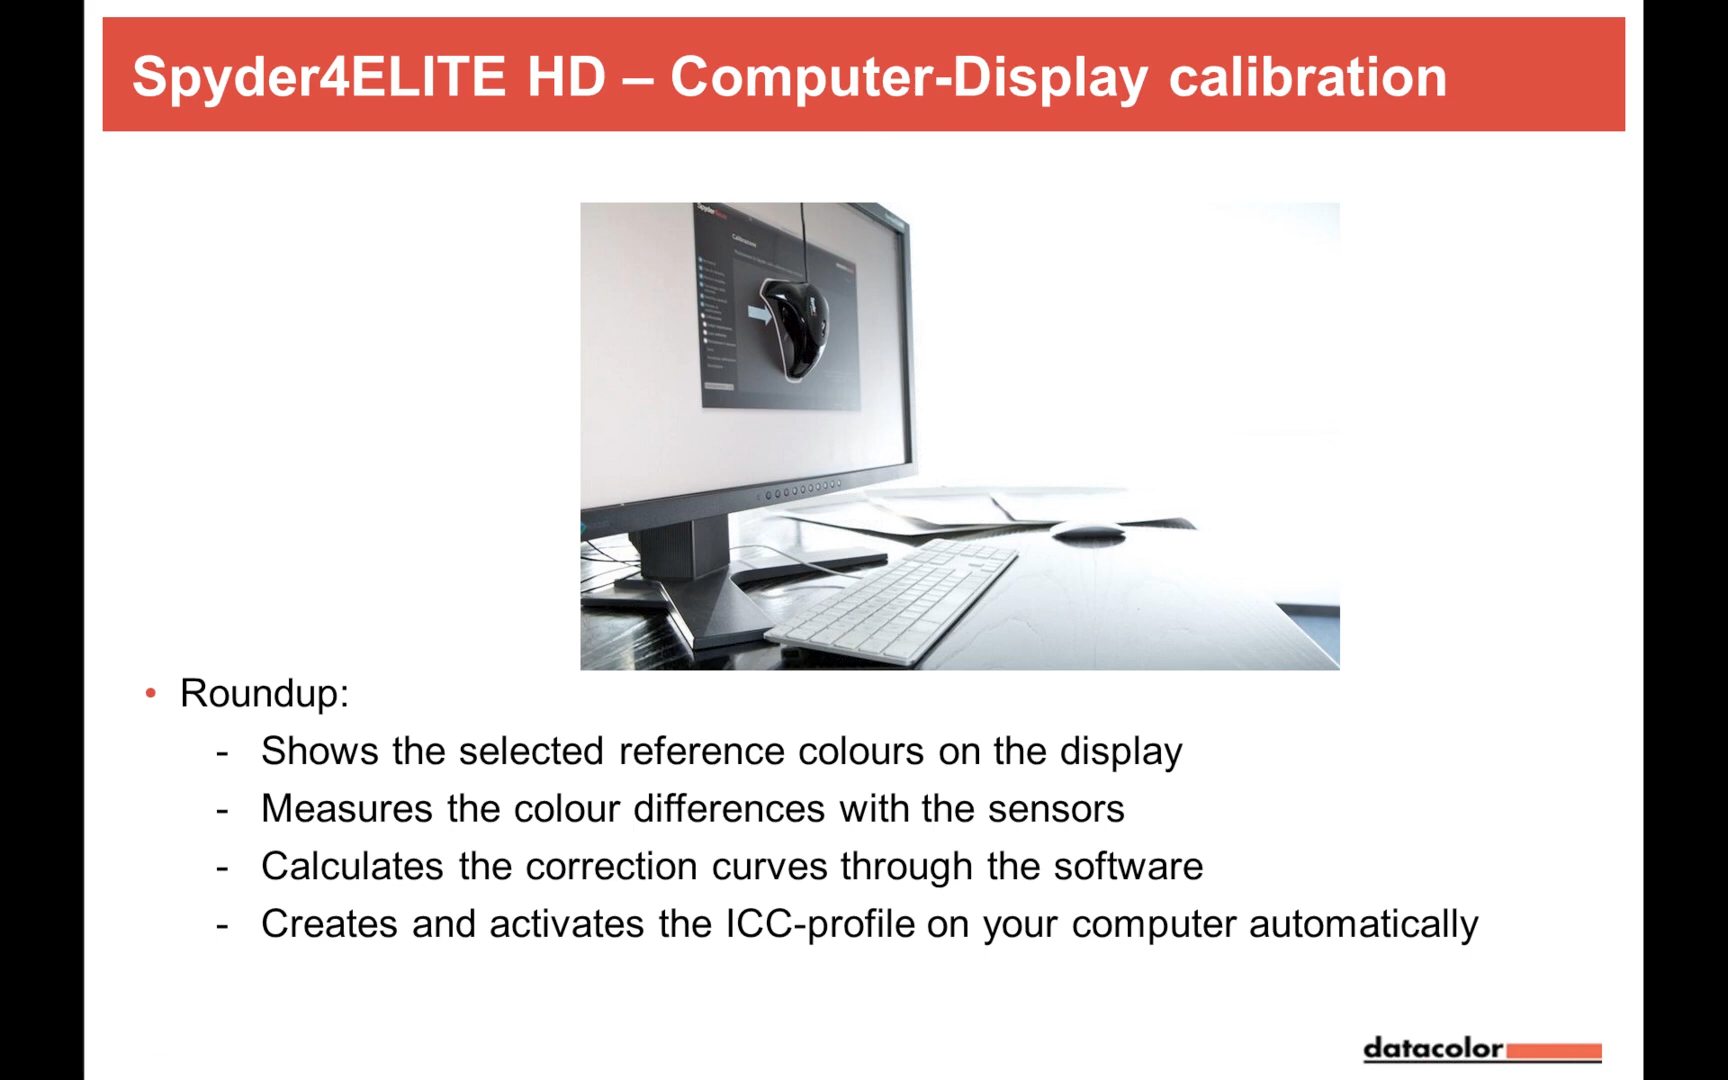 Spyder4ELITE HD – Computer-Display calibration
• Roundup:
- Shows the selected reference colours on the display
- Measures the colour differences with the sensors
- Calculates the correction curves through the software
- Creates and activates the ICC-profile on your computer automatically
datacolor